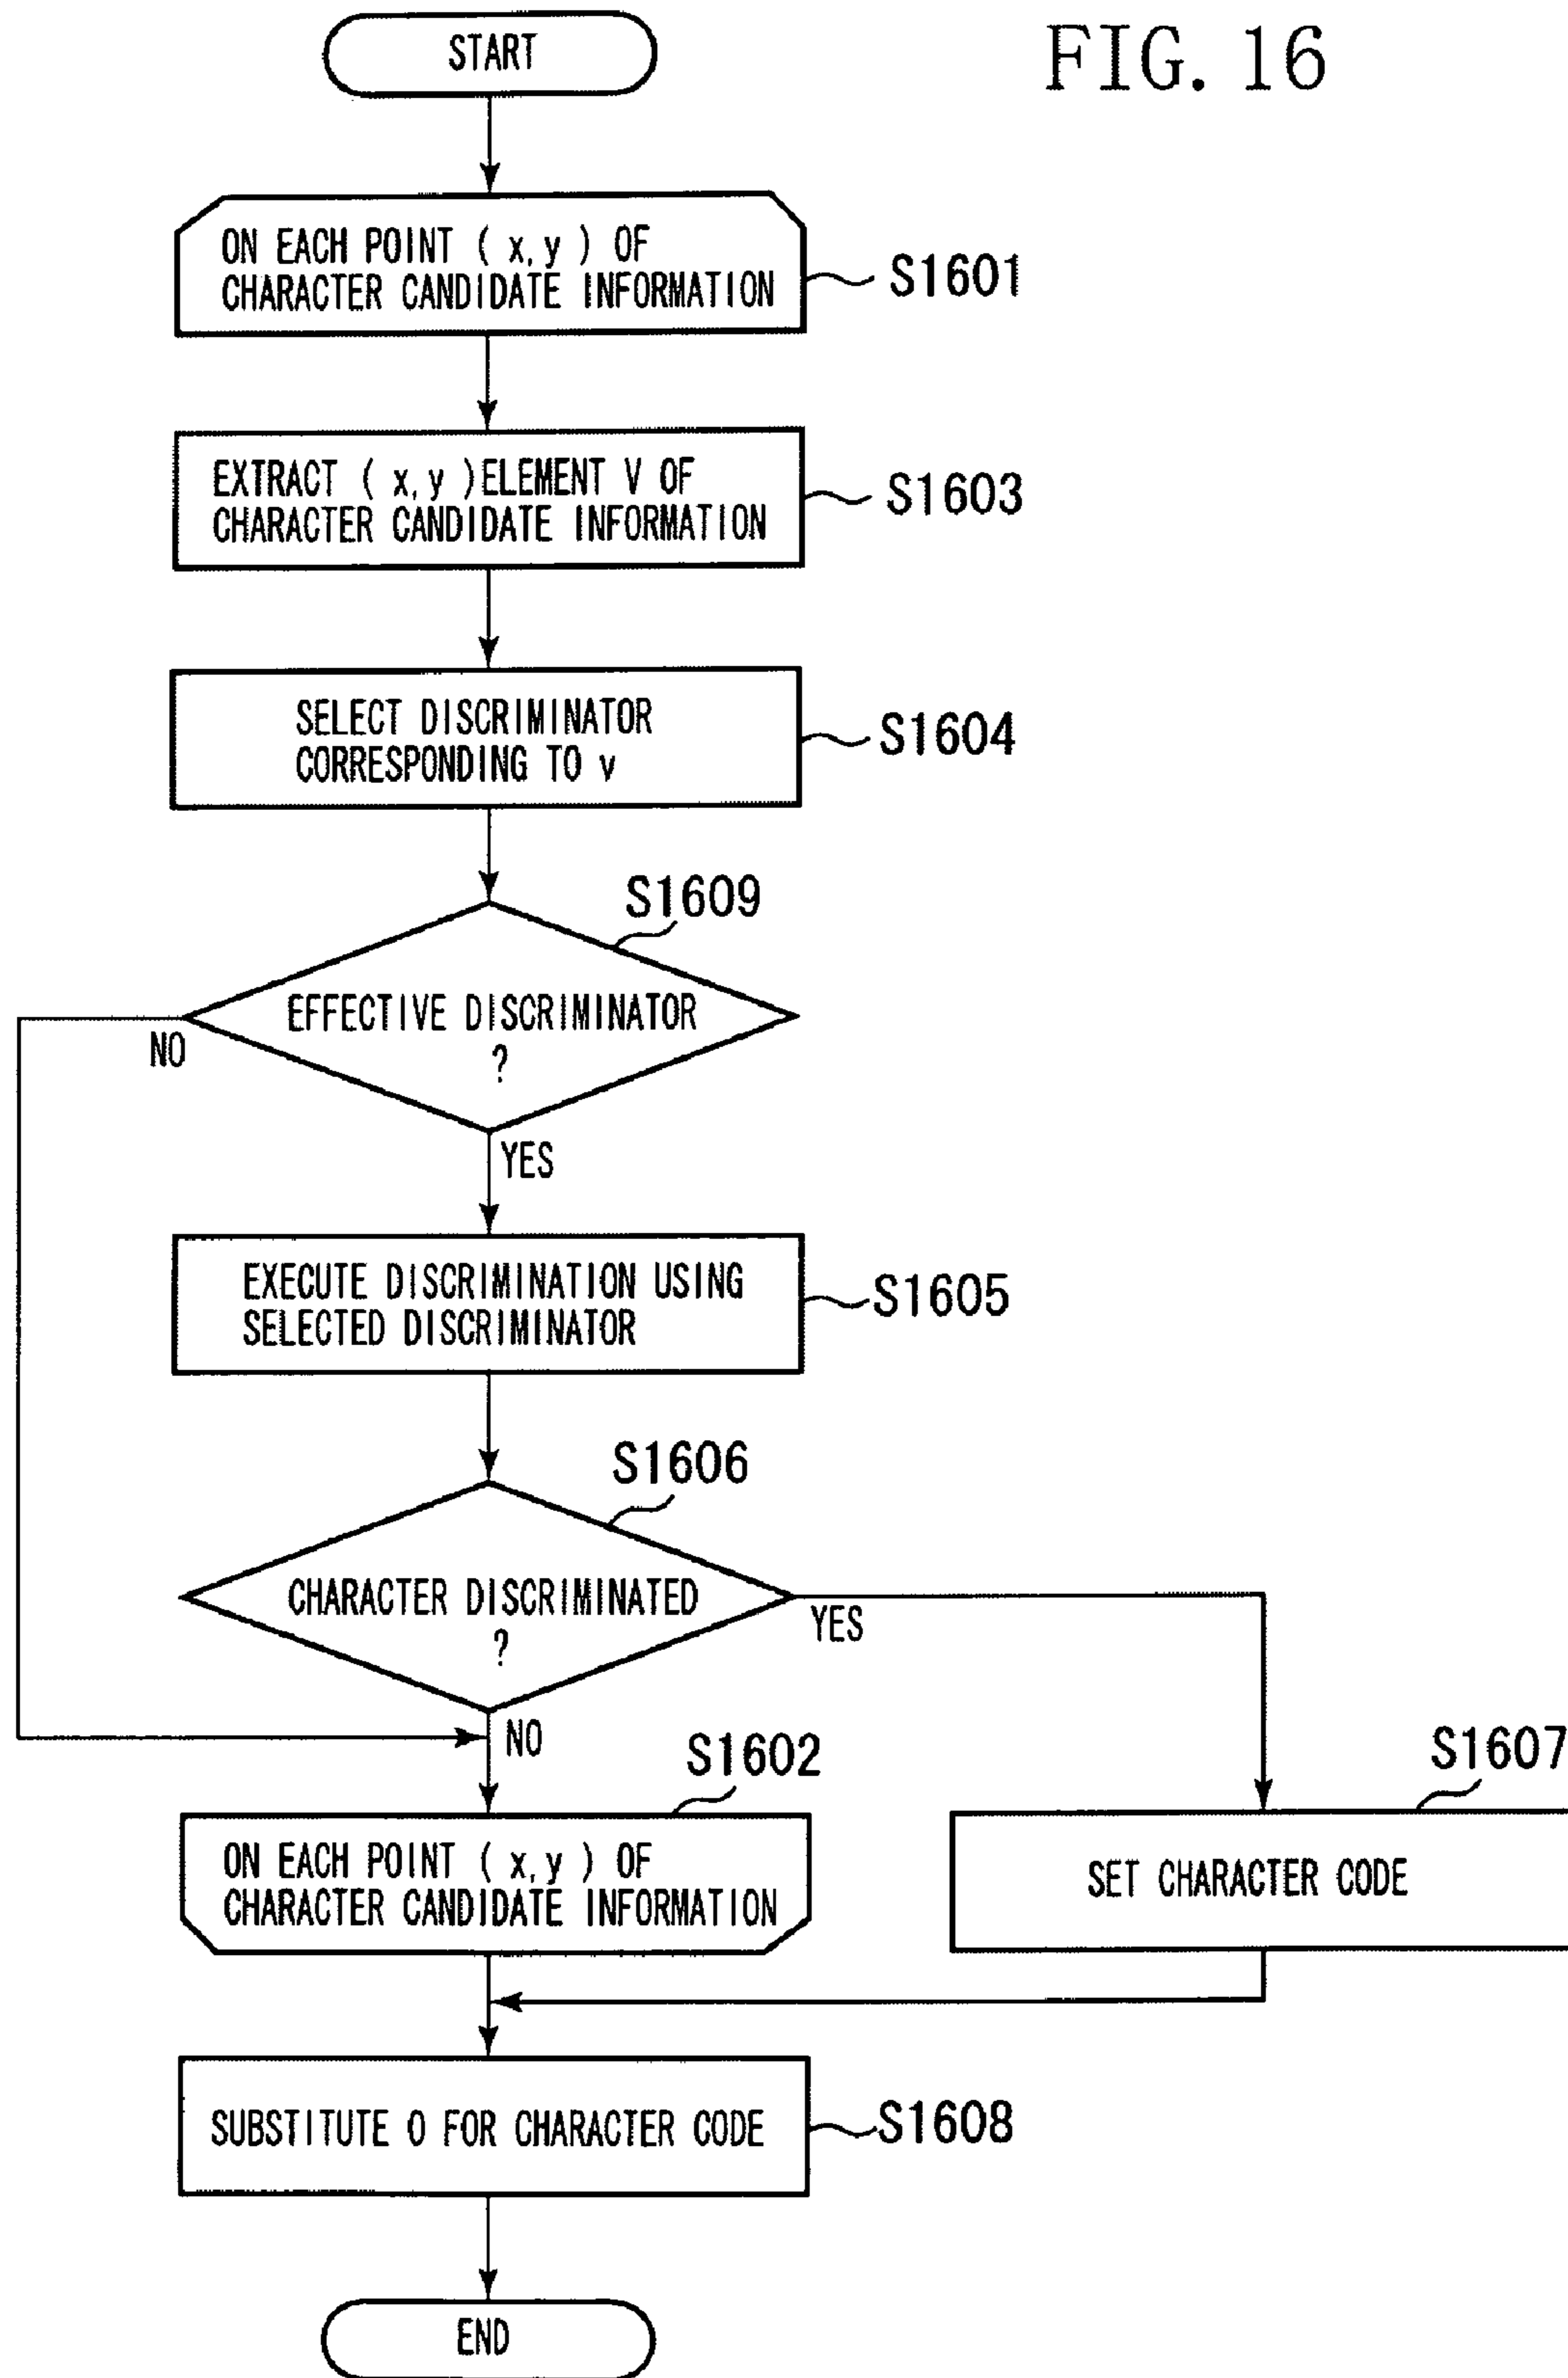 FIG. 16
START
ON EACH POINT ( x, y ) OF
CHARACTER CANDIDATE INFORMATION
S1601
EXTRACT ( x, y )ELEMENT V OF
CHARACTER CANDIDATE INFORMATION
S1603
SELECT DISCRIMINATOR
CORRESPONDING TO v
S1604
S1609
EFFECTIVE DISCRIMINATOR
?
NO
YES
EXECUTE DISCRIMINATION USING
SELECTED DISCRIMINATOR
S1605
S1606
CHARACTER DISCRIMINATED
?
YES
NO
S1602
S1607
ON EACH POINT ( x, y ) OF
CHARACTER CANDIDATE INFORMATION
SET CHARACTER CODE
SUBSTITUTE 0 FOR CHARACTER CODE
S1608
END